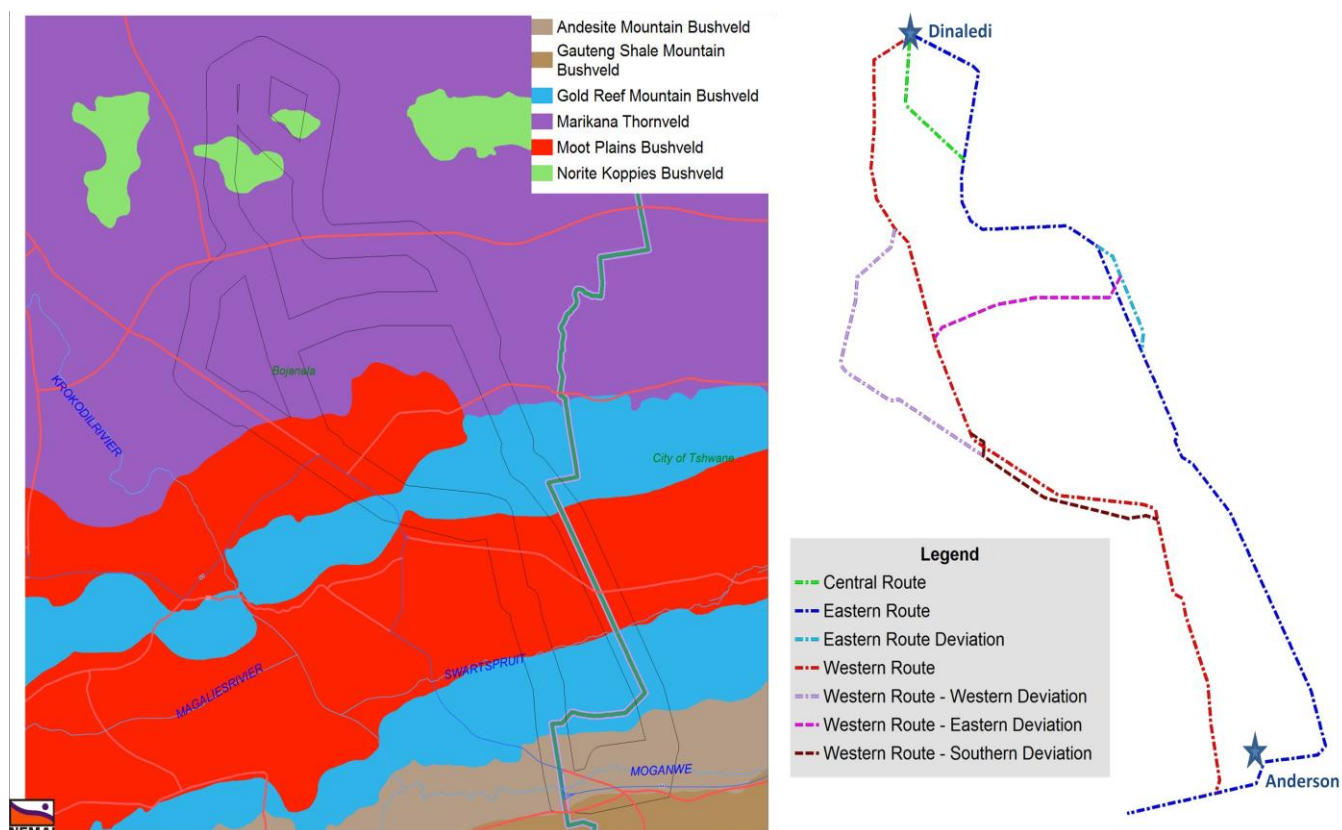 Andesite Mountain Bushveld
Gauteng Shale Mountain
Bushveld
Gold Reef Mountain Bushveld
Marikana Thornveld
Moot Plains Bushveld
Norite Koppies Bushveld
Bojanala
KROKODILRIVIER
City of Tshwane
MAGALIESRIVIER
SWARTSPRUIT
MOGANWE
Dinaledi
Legend
Central Route
Eastern Route
Eastern Route Deviation
Western Route
Western Route - Western Deviation
Western Route - Eastern Deviation
Western Route - Southern Deviation
Anderson